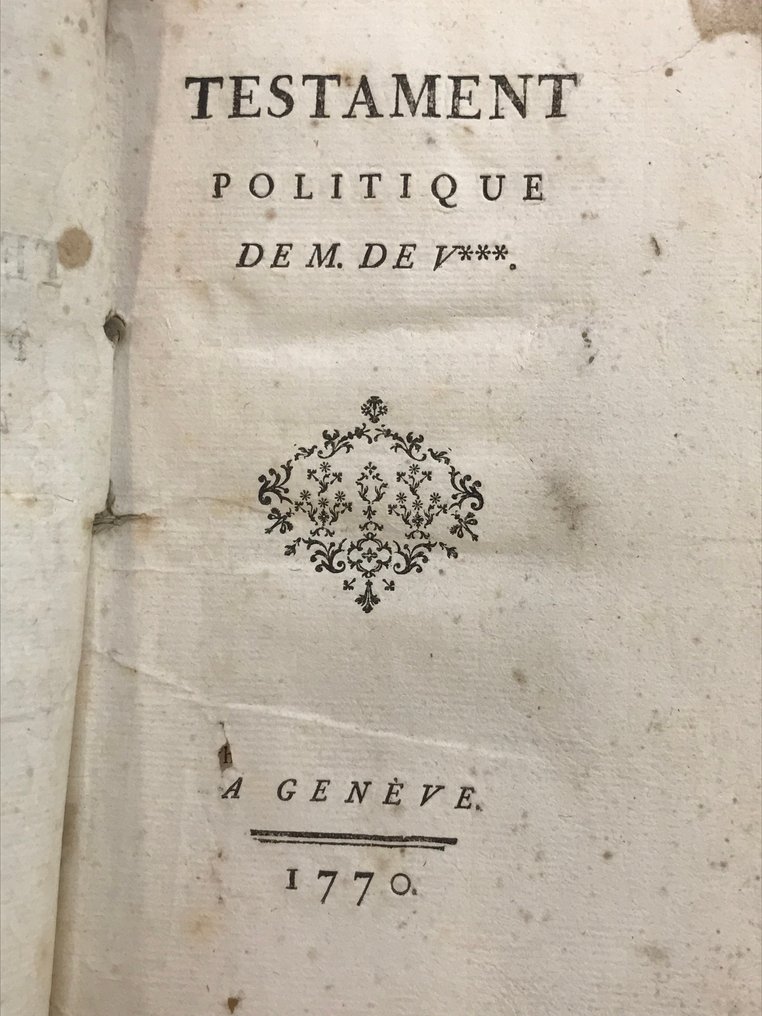 TESTAMENT
POLITIQUE
DE M. DE V***.
A GENÈVE.
1770.